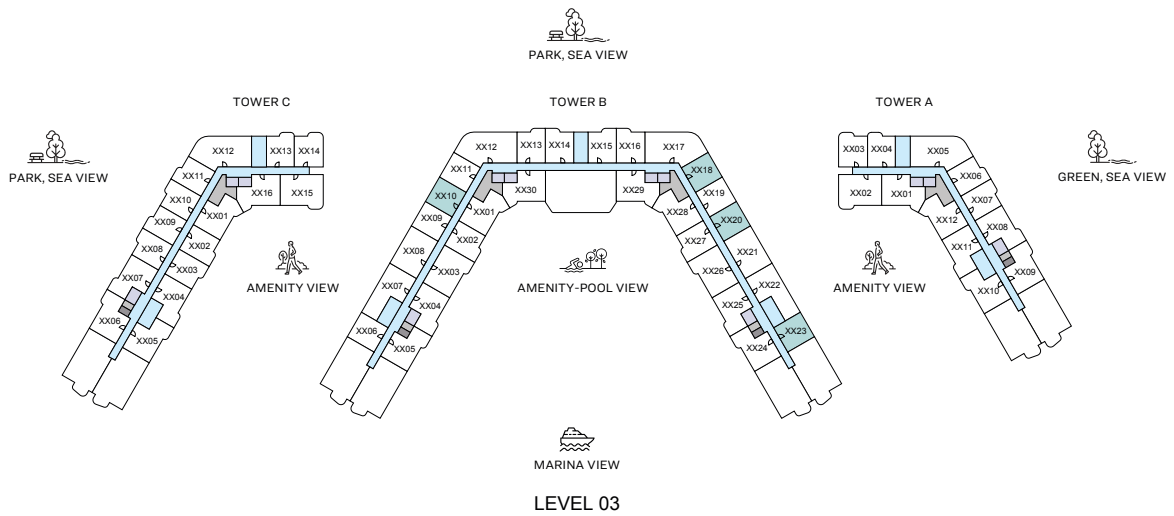 PARK, SEA VIEW
TOWER C
TOWER B
TOWER A
PARK, SEA VIEW
GREEN, SEA VIEW
XX12
XX13
XX14
XX11
XX10
XX09
XX08
XX07
XX06
XX16
XX15
XX01
XX02
XX03
XX04
XX05
AMENITY VIEW
XX12
XX13
XX14
XX15
XX16
XX17
XX11
XX10
XX09
XX08
XX07
XX06
XX30
XX01
XX02
XX03
XX04
XX05
XX29
XX28
XX27
XX26
XX25
XX24
XX18
XX19
XX20
XX21
XX22
XX23
AMENITY-POOL VIEW
AMENITY VIEW
XX03
XX04
XX05
XX02
XX01
XX06
XX07
XX08
XX09
XX12
XX11
XX10
MARINA VIEW
LEVEL 03